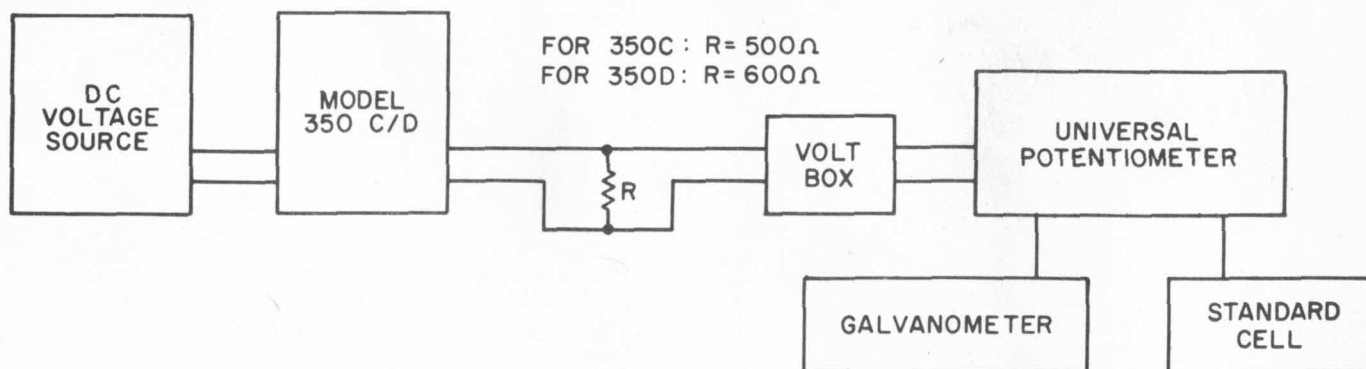 DC
VOLTAGE
SOURCE
MODEL
350 C/D
FOR 350C: R=500Ω
FOR 350D: R=600Ω
R
VOLT
BOX
UNIVERSAL
POTENTIOMETER
GALVANOMETER
STANDARD
CELL